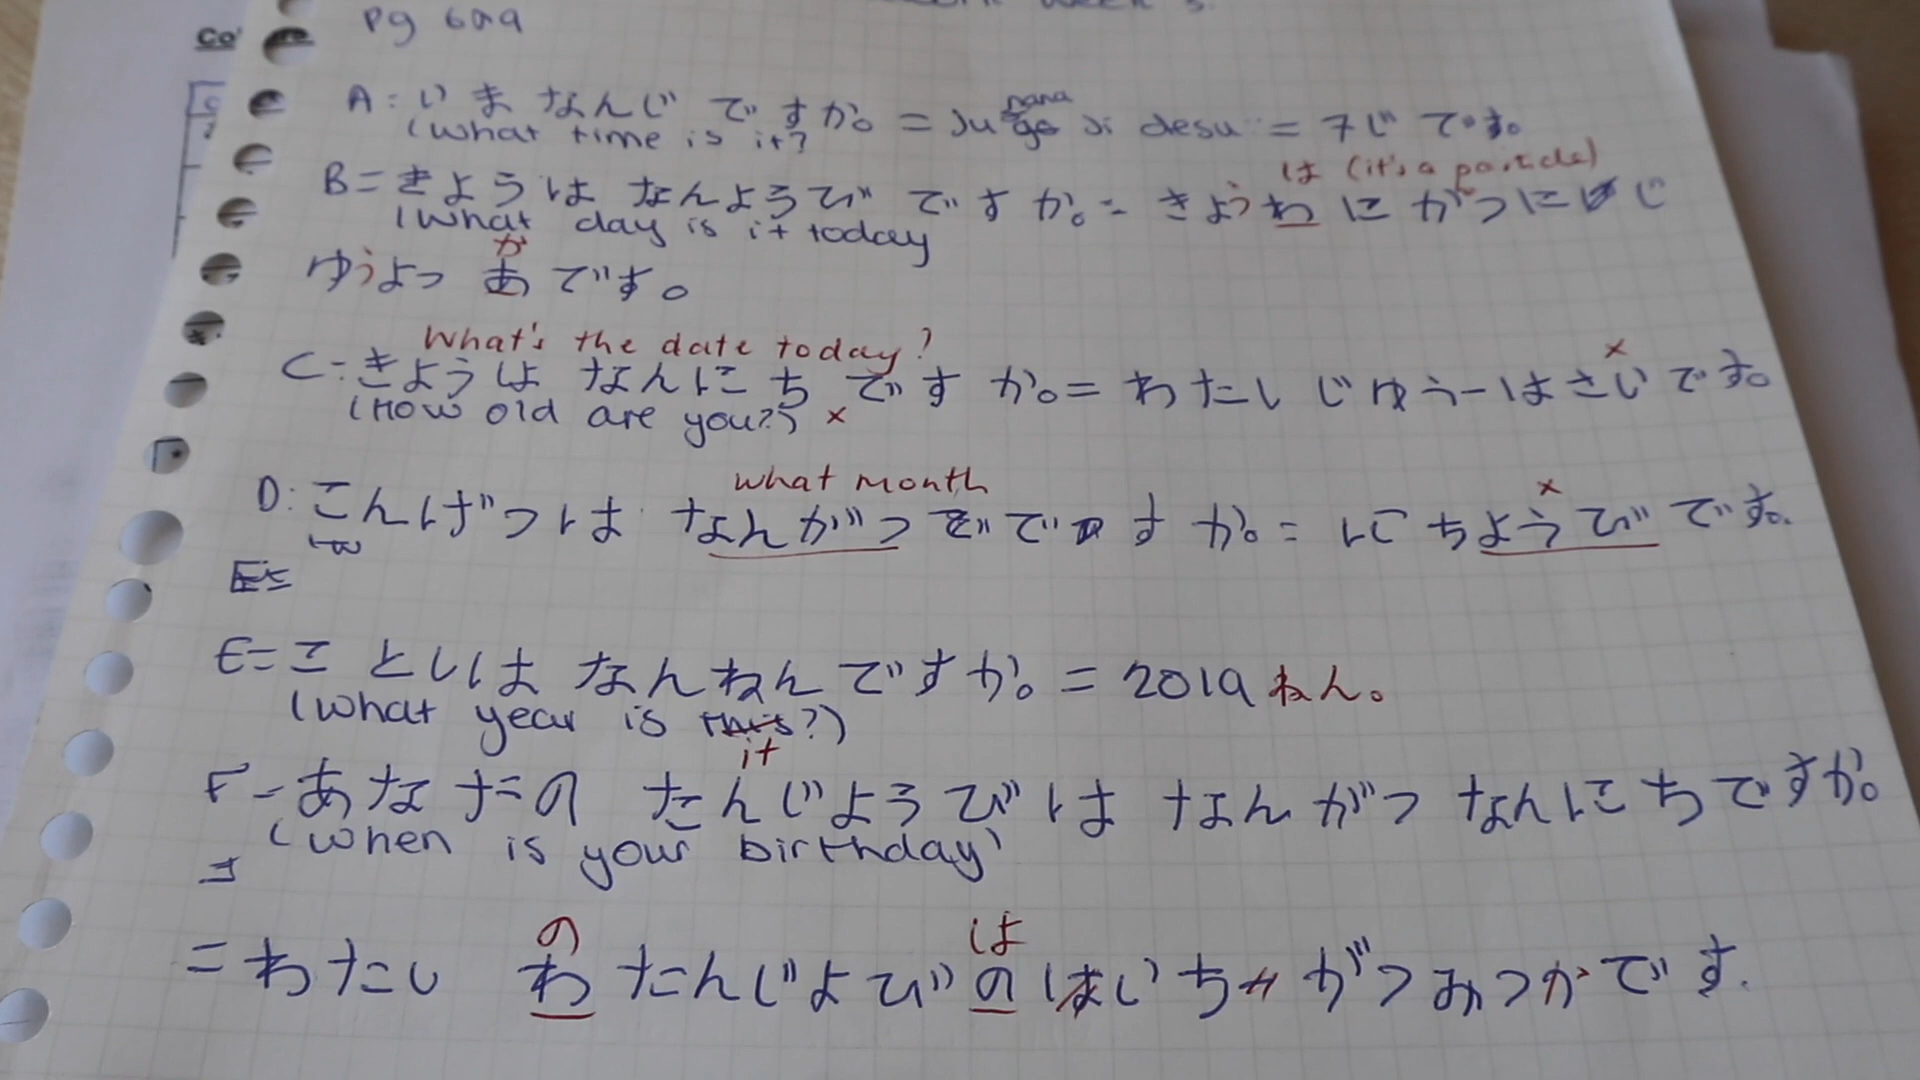 Co
pg 609
A: いま なんじ ですか。 = Ju nana go Ji desu = 7じ です。
(What time is it?
は (it's a particle)
B = きょうは なんようび ですか。 = きょう わ にがつに じ
(What day is it today
か
ゆうよっ あ です。
What's the date today?
C = きょうは なんにち ですか。 = わたし じゅうーはさい です。 x
(How old are you?) x
what month
D: こんげつは なんがつ で すか。 = にちようび です。 x
E=
E = ことしは なんねん ですか。 = 2019 ねん。
(What year is this?)
it
F - あなたの たんじようびは なんがつ なんにち ですか。
(When is your birthday)
の は
= わたし わ たんじよび の は いち がつ みつか です。